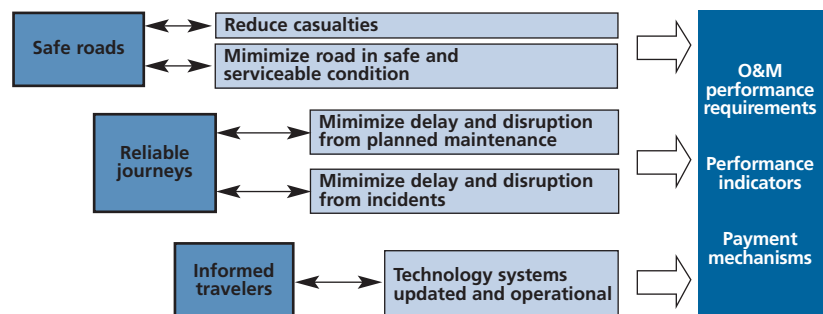 Safe roads
Reduce casualties
Mimimize road in safe and
serviceable condition
Reliable
journeys
Mimimize delay and disruption
from planned maintenance
Mimimize delay and disruption
from incidents
Informed
travelers
Technology systems
updated and operational
O&M
performance
requirements
Performance
indicators
Payment
mechanisms